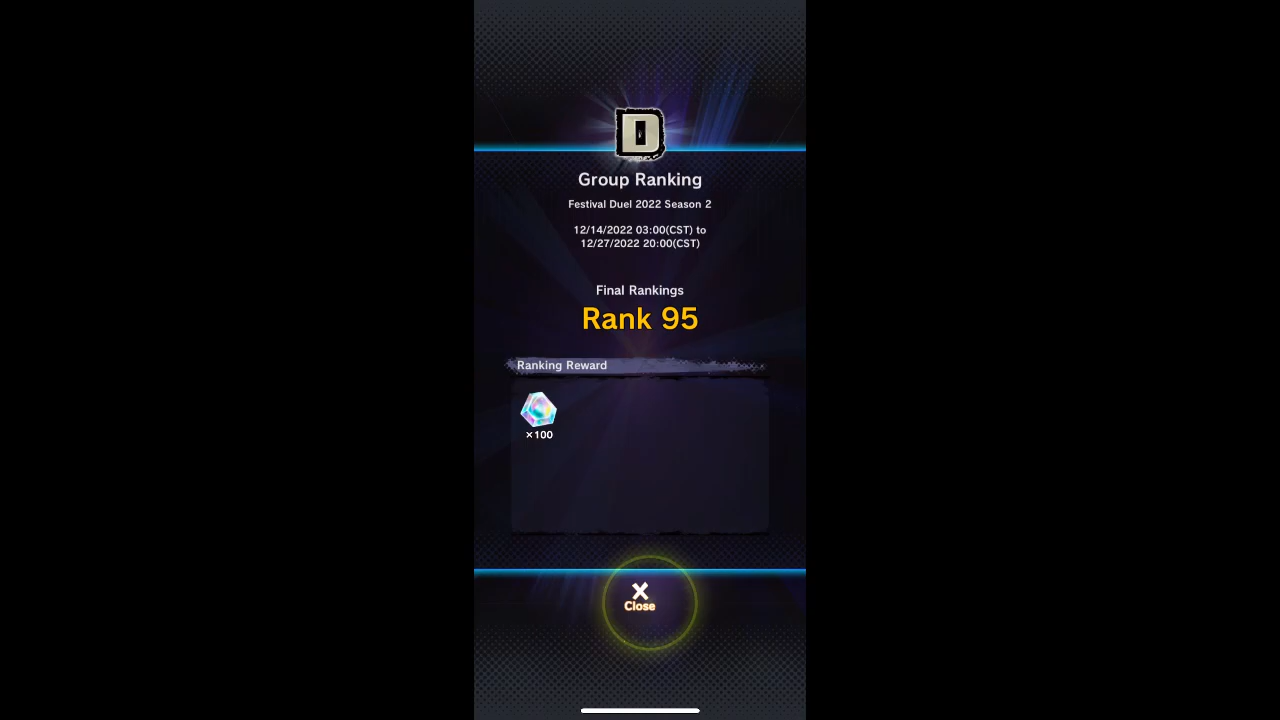 D
Group Ranking
Festival Duel 2022 Season 2
12/14/2022 03:00(CST) to
12/27/2022 20:00(CST)
Final Rankings
Rank 95
Ranking Reward
×100
Close